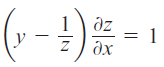 (y - 1/z) ∂z/∂x = 1